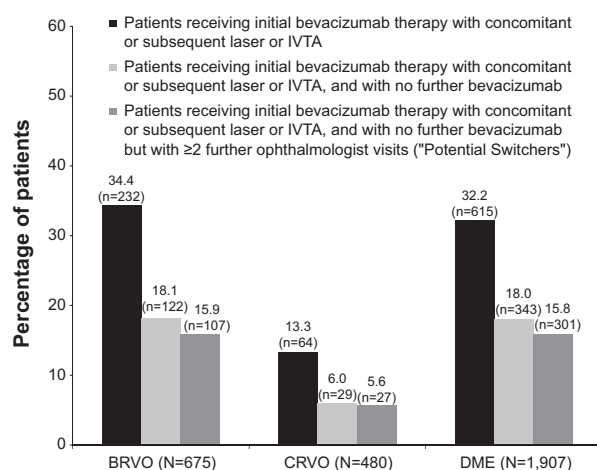 60
50
40
30
20
10
0
Percentage of patients
Patients receiving initial bevacizumab therapy with concomitant
or subsequent laser or IVTA
Patients receiving initial bevacizumab therapy with concomitant
or subsequent laser or IVTA, and with no further bevacizumab
Patients receiving initial bevacizumab therapy with concomitant
or subsequent laser or IVTA, and with no further bevacizumab
but with ≥2 further ophthalmologist visits ("Potential Switchers")
34.4
(n=232)
18.1
(n=122)
15.9
(n=107)
13.3
(n=64)
6.0
(n=29)
5.6
(n=27)
32.2
(n=615)
18.0
(n=343)
15.8
(n=301)
BRVO (N=675)
CRVO (N=480)
DME (N=1,907)